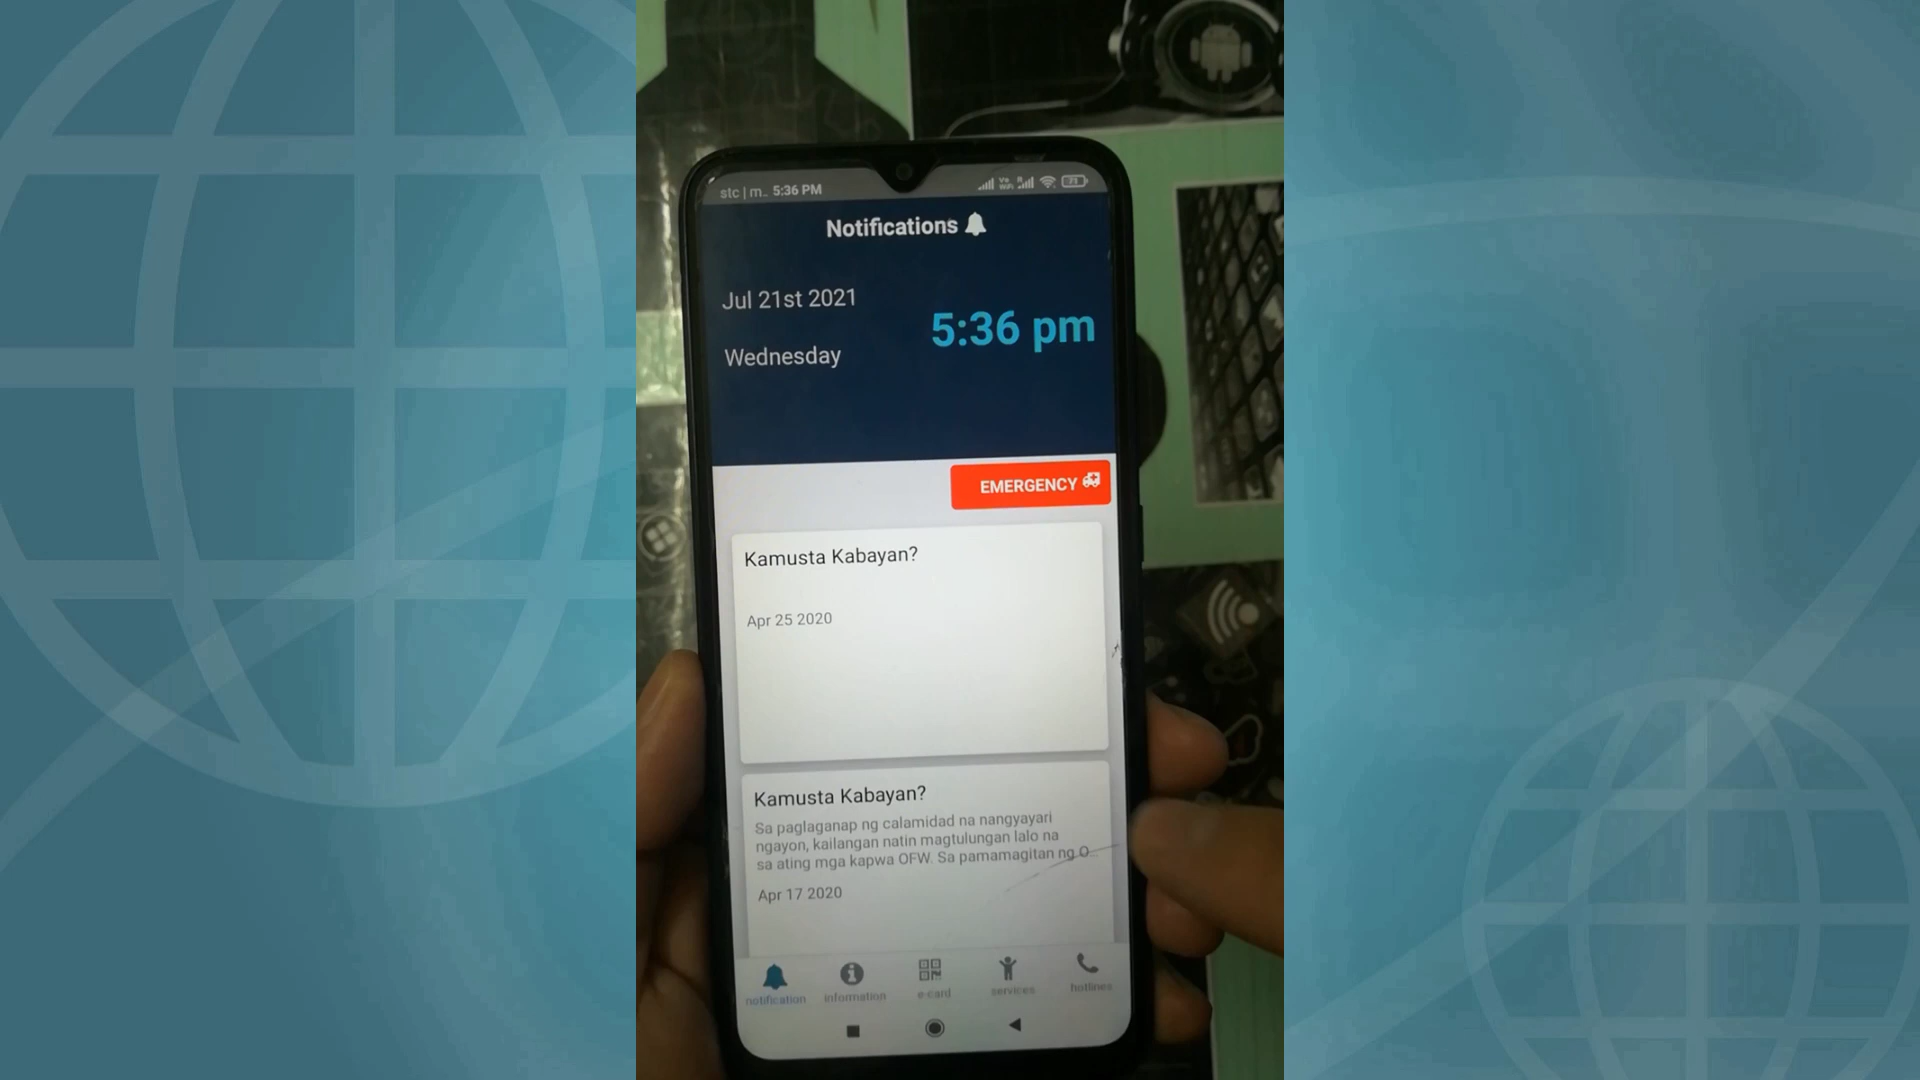 stc | m.. 5:36 PM
Notifications
Jul 21st 2021
5:36 pm
Wednesday
EMERGENCY
Kamusta Kabayan?
Apr 25 2020
Kamusta Kabayan?
Sa paglaganap ng calamidad na nangyayari
ngayon, kailangan natin magtulungan lalo na
sa ating mga kapwa OFW. Sa pamamagitan ng O...
Apr 17 2020
notification information e-card services hotlines